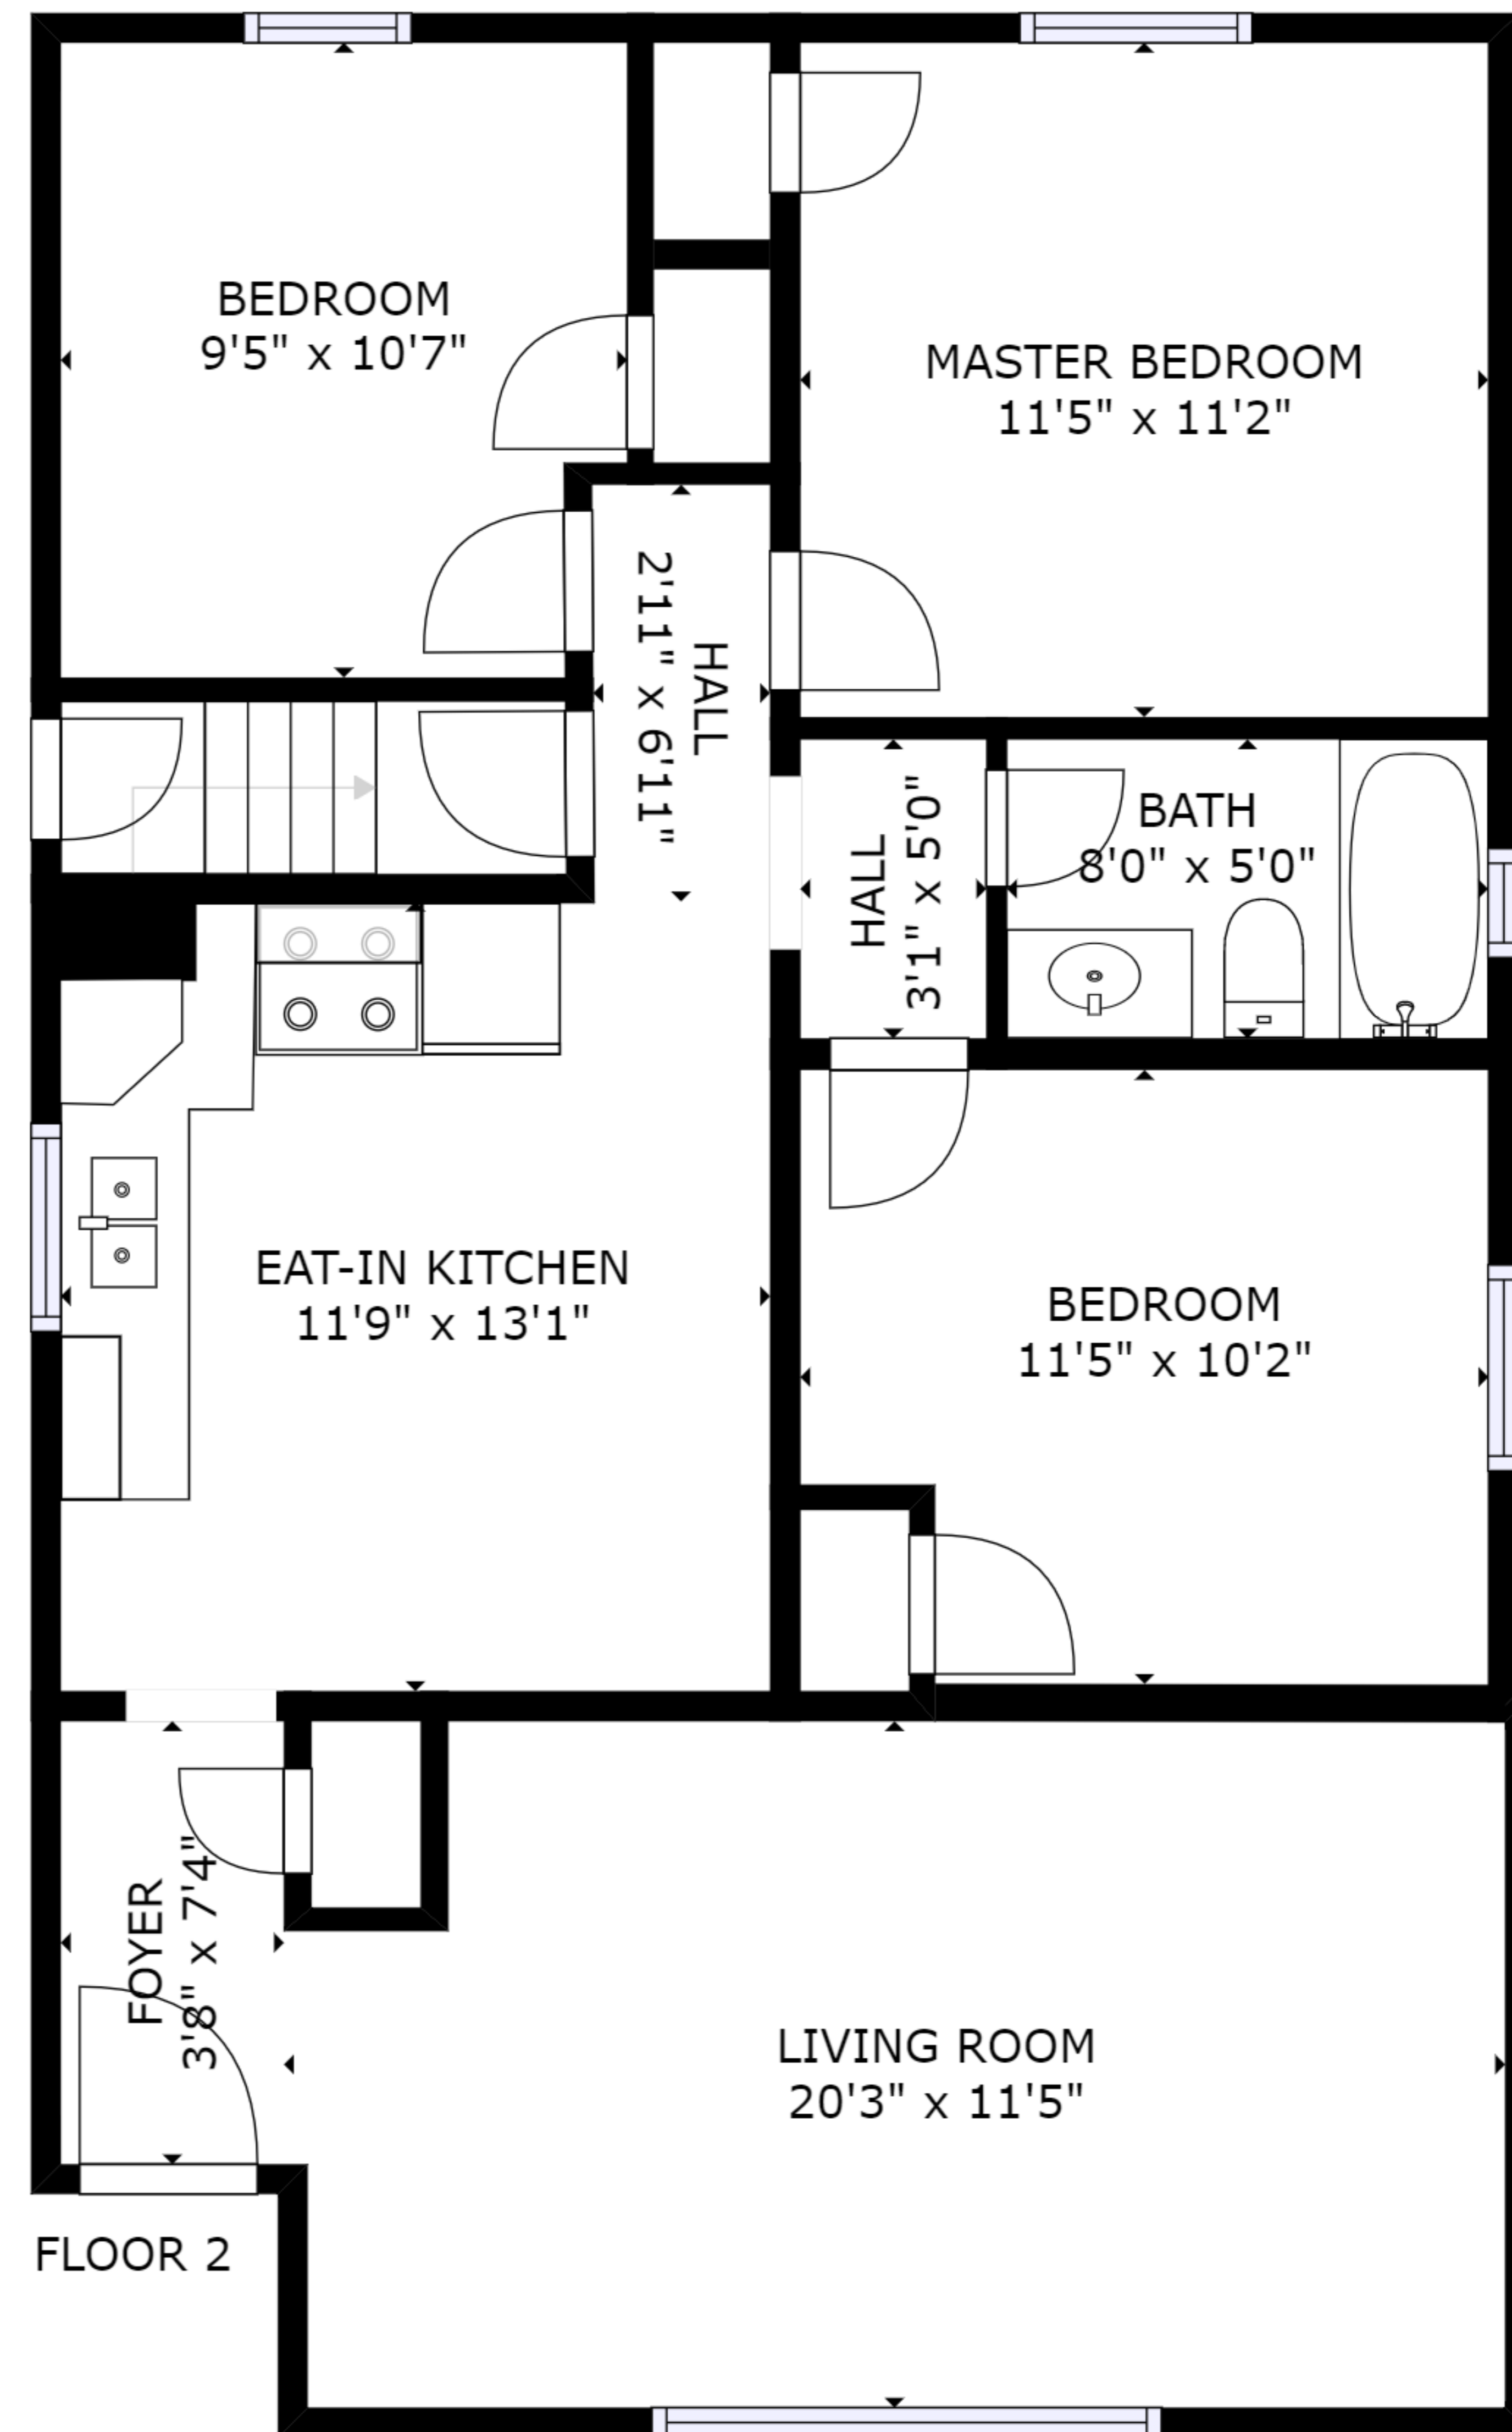 BEDROOM
9'5" x 10'7"
MASTER BEDROOM
11'5" x 11'2"
HALL
2'11" x 6'11"
HALL
3'1" x 5'0"
BATH
8'0" x 5'0"
EAT-IN KITCHEN
11'9" x 13'1"
BEDROOM
11'5" x 10'2"
FOYER
3'8" x 7'4"
LIVING ROOM
20'3" x 11'5"
FLOOR 2